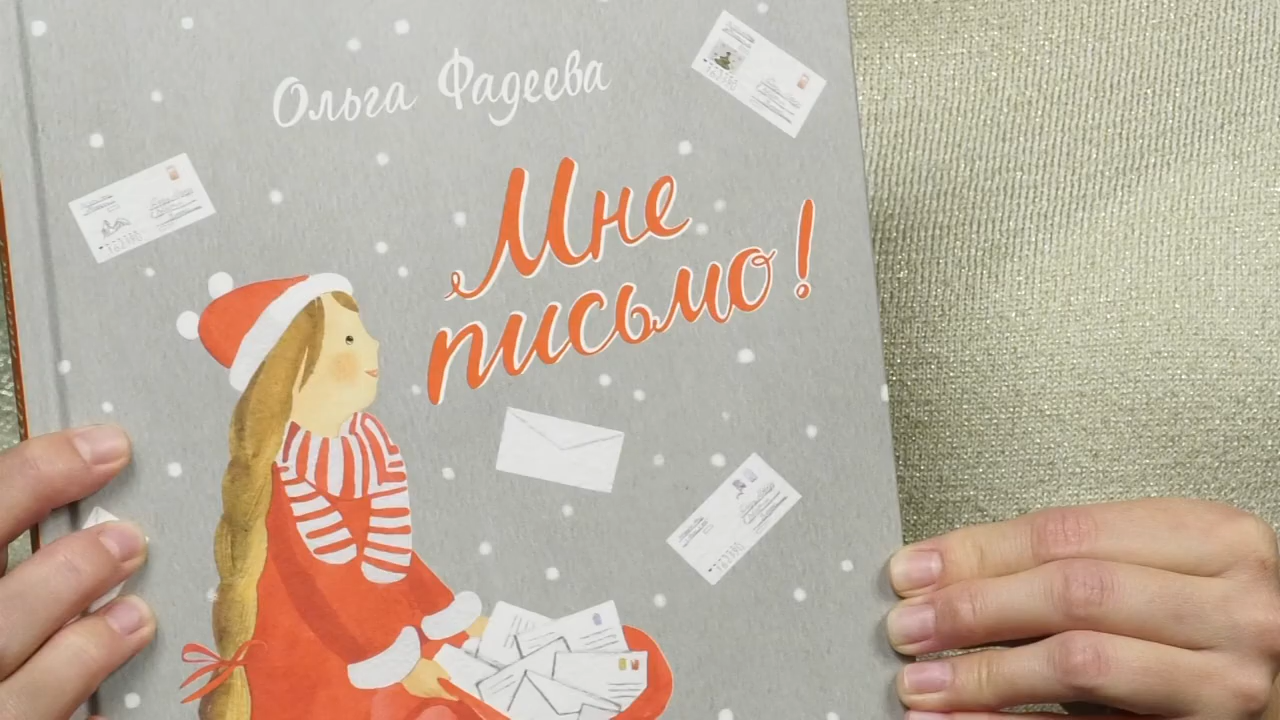 Ольга Фадеева
Мне
письмо!